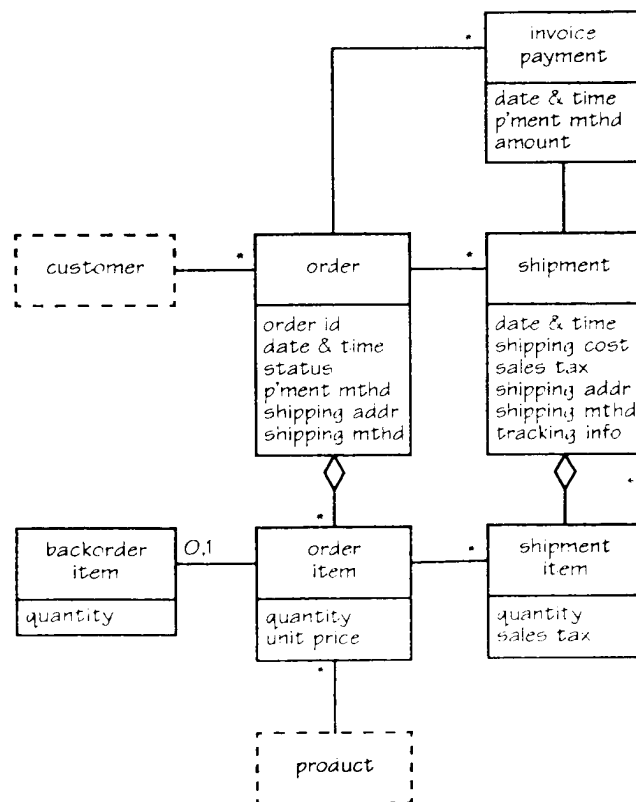 *
invoice
payment
date & time
p'ment mthd
amount
customer
*
order
*
shipment
order id
date & time
status
p'ment mthd
shipping addr
shipping mthd
date & time
shipping cost
sales tax
shipping addr
shipping mthd
tracking info
*
backorder
item
0,1
order
item
*
shipment
item
quantity
quantity
unit price
quantity
sales tax
*
product